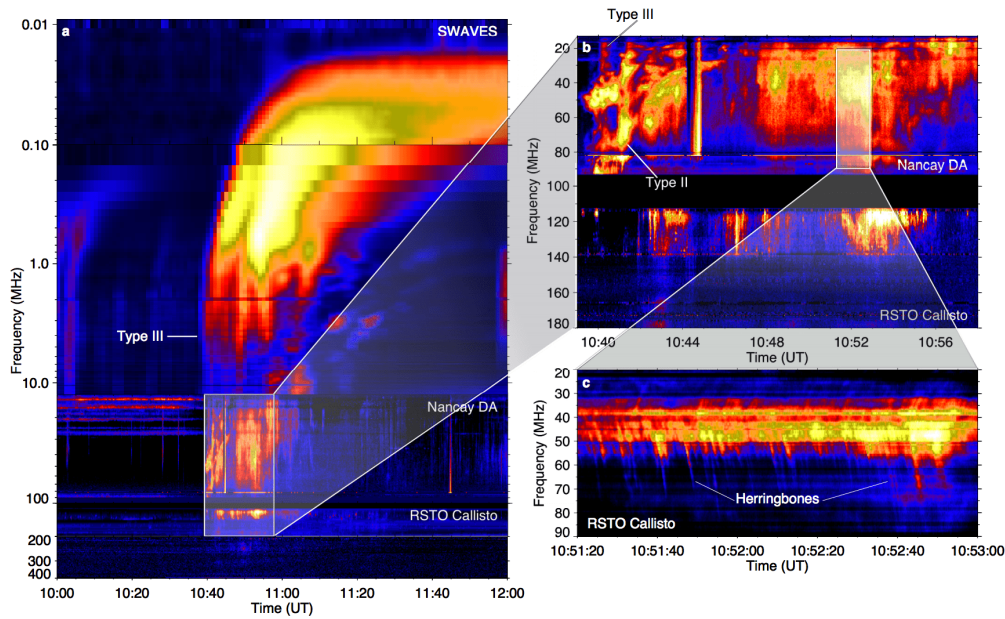 a
SWAVES
0.01
0.10
1.0
10.0
100
200
300
400
Frequency (MHz)
Type III
Nancay DA
RSTO Callisto
10:00
10:20
10:40
11:00
11:20
11:40
12:00
Time (UT)
Type III
b
20
40
60
80
100
120
140
160
180
Frequency (MHz)
Type II
Nancay DA
RSTO Callisto
10:40
10:44
10:48
10:52
10:56
Time (UT)
c
20
30
40
50
60
70
80
90
Frequency (MHz)
Herringbones
RSTO Callisto
10:51:20
10:51:40
10:52:00
10:52:20
10:52:40
10:53:00
Time (UT)